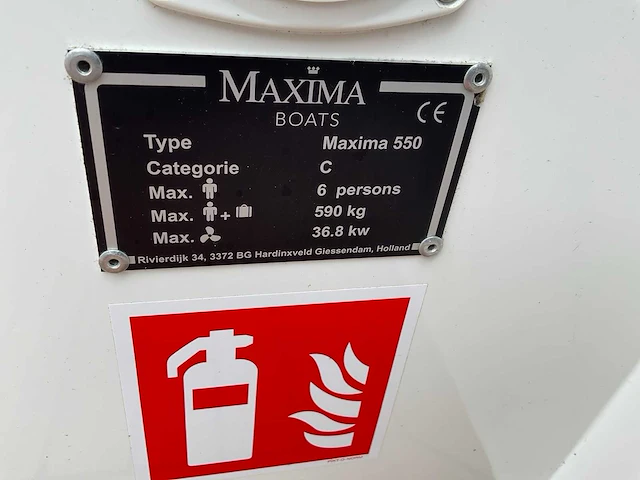 MAXIMA
BOATS
CE
Type Maxima 550
Categorie C
Max. 6 persons
Max. + 590 kg
Max. 36.8 kw
Rivierdijk 34, 3372 BG Hardinxveld Giessendam, Holland